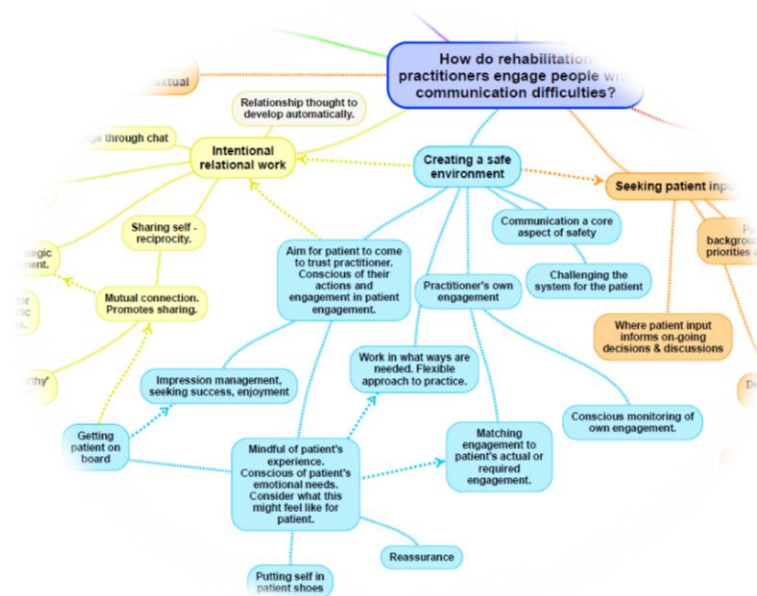 How do rehabilitation
practitioners engage people
communication difficulties?
Relationship thought to
develop automatically.
through chat
Intentional
relational work
Creating a safe
environment
Seeking patient input
Sharing self -
reciprocity.
Communication a core
aspect of safety
background
priorities
Aim for patient to come
to trust practitioner.
Conscious of their
actions and
engagement in patient
engagement.
Challenging the
system for the patient
Practitioner's own
engagement
Mutual connection.
Promotes sharing.
Where patient input
informs on-going
decisions & discussions
Work in what ways are
needed. Flexible
approach to practice.
Impression management,
seeking success, enjoyment
Conscious monitoring of
own engagement.
Getting
patient on
board
Matching
engagement to
patient's actual or
required
engagement.
Mindful of patient's
experience.
Conscious of patient's
emotional needs.
Consider what this
might feel like for
patient.
Reassurance
Putting self in
patient shoes